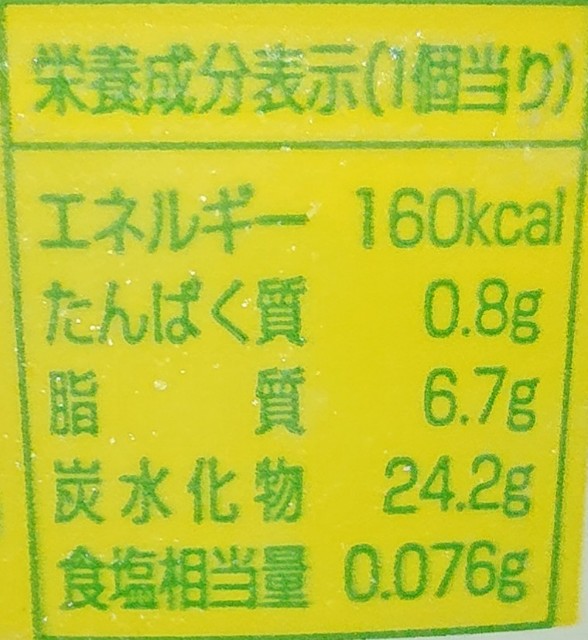 栄養成分表示(1個当り)
エネルギー 160kcal
たんぱく質 0.8g
脂質 6.7g
炭水化物 24.2g
食塩相当量 0.076g